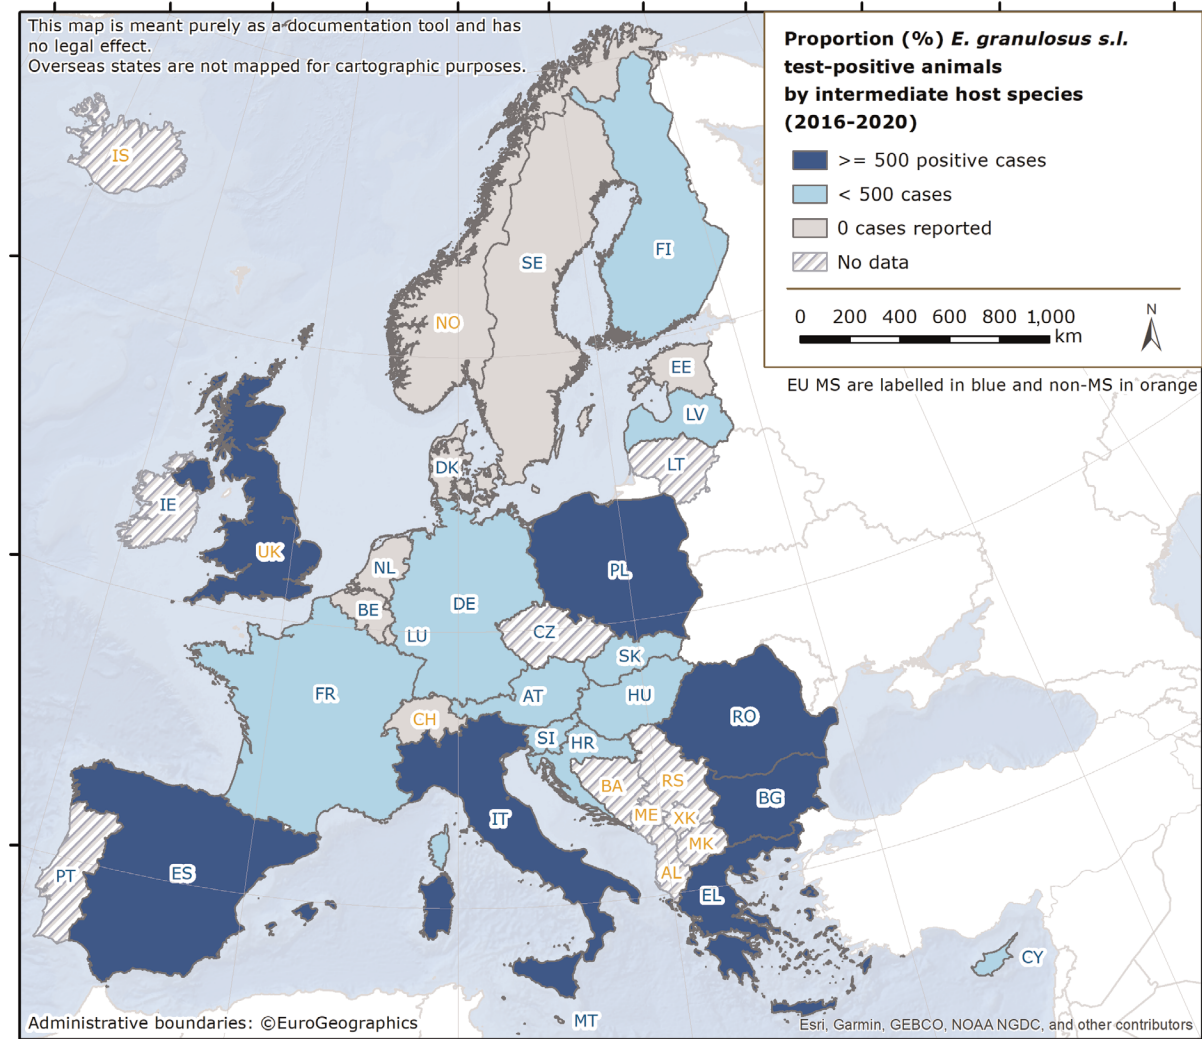 This map is meant purely as a documentation tool and has
no legal effect.
Overseas states are not mapped for cartographic purposes.
Proportion (%) E. granulosus s.l.
test-positive animals
by intermediate host species
(2016-2020)
>= 500 positive cases
< 500 cases
0 cases reported
No data
0 200 400 600 800 1,000
km
N
EU MS are labelled in blue and non-MS in orange
IS
FI
SE
NO
EE
LV
LT
DK
IE
UK
NL
PL
BE
DE
LU
CZ
SK
FR
AT
HU
CH
RO
SI
HR
BA
RS
BG
IT
ME
XK
MK
AL
PT
ES
EL
CY
MT
Administrative boundaries: ©EuroGeographics
Esri, Garmin, GEBCO, NOAA NGDC, and other contributors